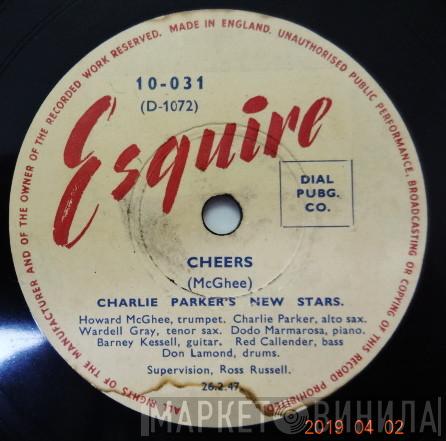 ALL RIGHTS OF THE MANUFACTURER AND OF THE OWNER OF THE RECORDED WORK RESERVED. MADE IN ENGLAND. UNAUTHORISED PUBLIC PERFORMANCE, BROADCASTING OR COPYING OF THIS RECORD PROHIBITED
10-031
(D-1072)
Esquire
DIAL
PUBG.
CO.
CHEERS
(McGhee)
CHARLIE PARKER'S NEW STARS.
Howard McGhee, trumpet. Charlie Parker, alto sax.
Wardell Gray, tenor sax. Dodo Marmarosa, piano.
Barney Kessell, guitar. Red Callender, bass
Don Lamond, drums.
Supervision, Ross Russell.
26.2.47.
МАРКЕТОВИНИЛА
2019 04 02